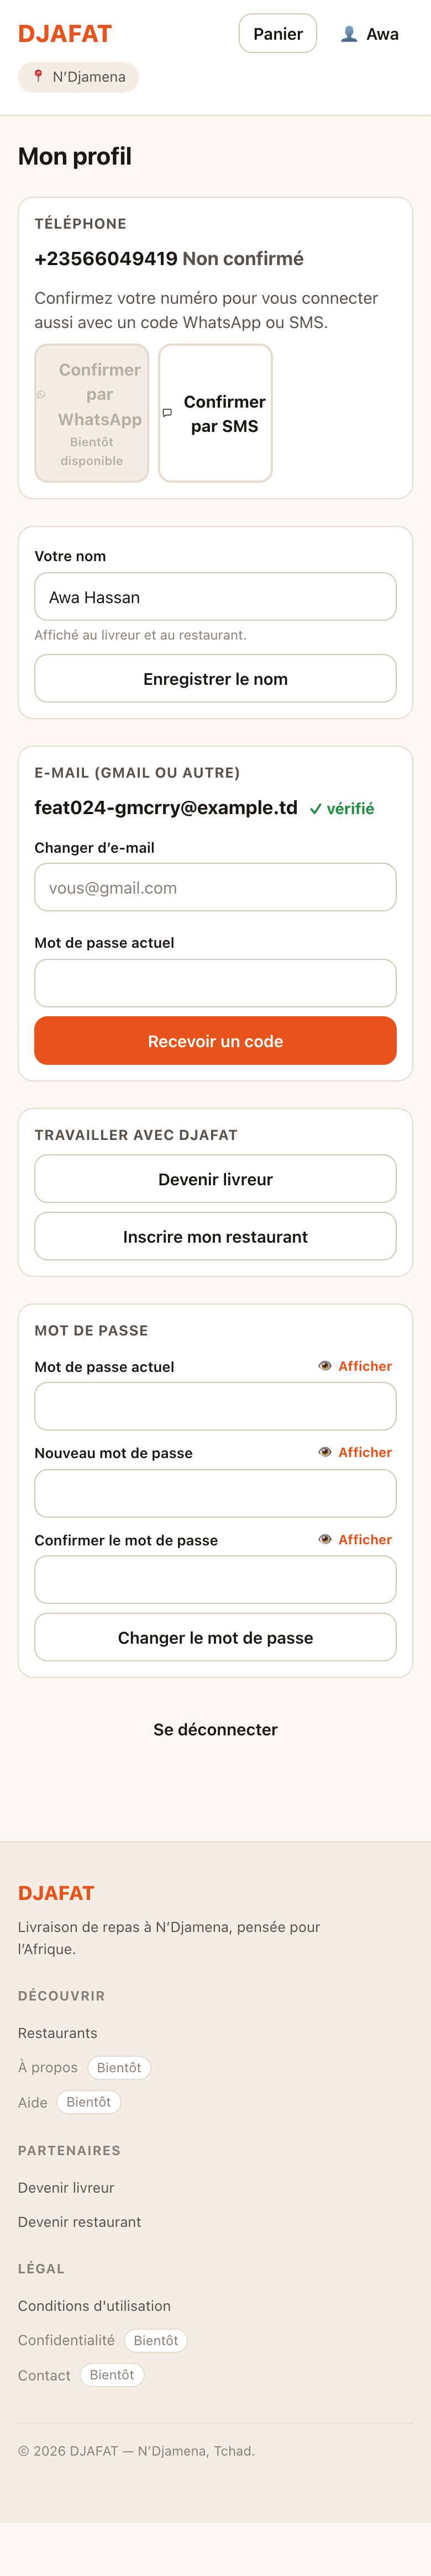 DJAFAT
Panier
Awa
N’Djamena
Mon profil
TÉLÉPHONE
+23566049419 Non confirmé
Confirmez votre numéro pour vous connecter
aussi avec un code WhatsApp ou SMS.
Confirmer
par
WhatsApp
Bientôt
disponible
Confirmer
par SMS
Votre nom
Awa Hassan
Affiché au livreur et au restaurant.
Enregistrer le nom
E-MAIL (GMAIL OU AUTRE)
feat024-gmcrry@example.td ✓ vérifié
Changer d’e-mail
vous@gmail.com
Mot de passe actuel
Recevoir un code
TRAVAILLER AVEC DJAFAT
Devenir livreur
Inscrire mon restaurant
MOT DE PASSE
Mot de passe actuel
Afficher
Nouveau mot de passe
Afficher
Confirmer le mot de passe
Afficher
Changer le mot de passe
Se déconnecter
DJAFAT
Livraison de repas à N’Djamena, pensée pour
l’Afrique.
DÉCOUVRIR
Restaurants
À propos Bientôt
Aide Bientôt
PARTENAIRES
Devenir livreur
Devenir restaurant
LÉGAL
Conditions d'utilisation
Confidentialité Bientôt
Contact Bientôt
© 2026 DJAFAT — N’Djamena, Tchad.